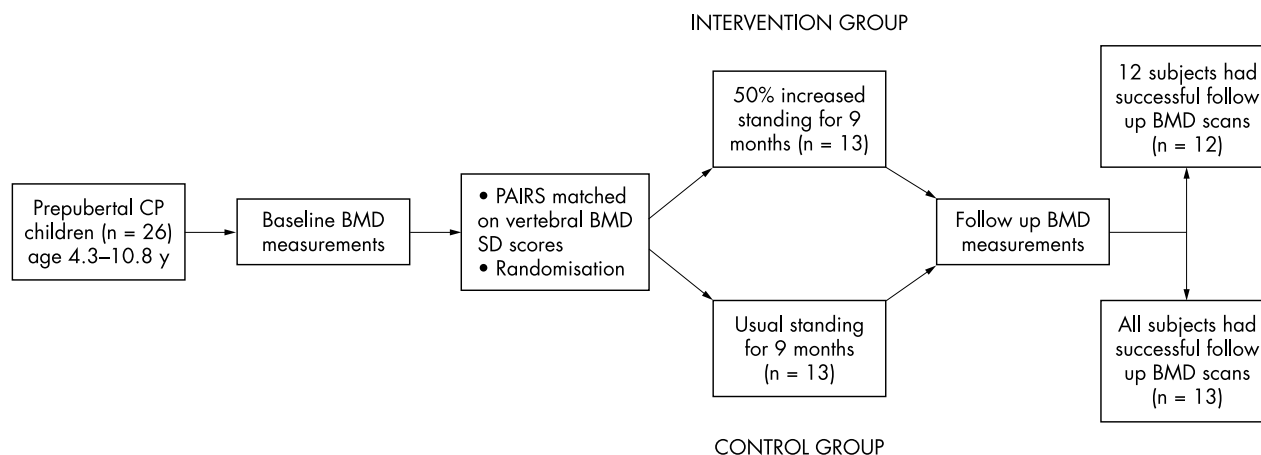 INTERVENTION GROUP
Prepubertal CP
children (n = 26)
age 4.3–10.8 y
Baseline BMD
measurements
• PAIRS matched
on vertebral BMD
SD scores
• Randomisation
50% increased
standing for 9
months (n = 13)
Usual standing
for 9 months
(n = 13)
CONTROL GROUP
Follow up BMD
measurements
12 subjects had
successful follow
up BMD scans
(n = 12)
All subjects had
successful follow
up BMD scans
(n = 13)